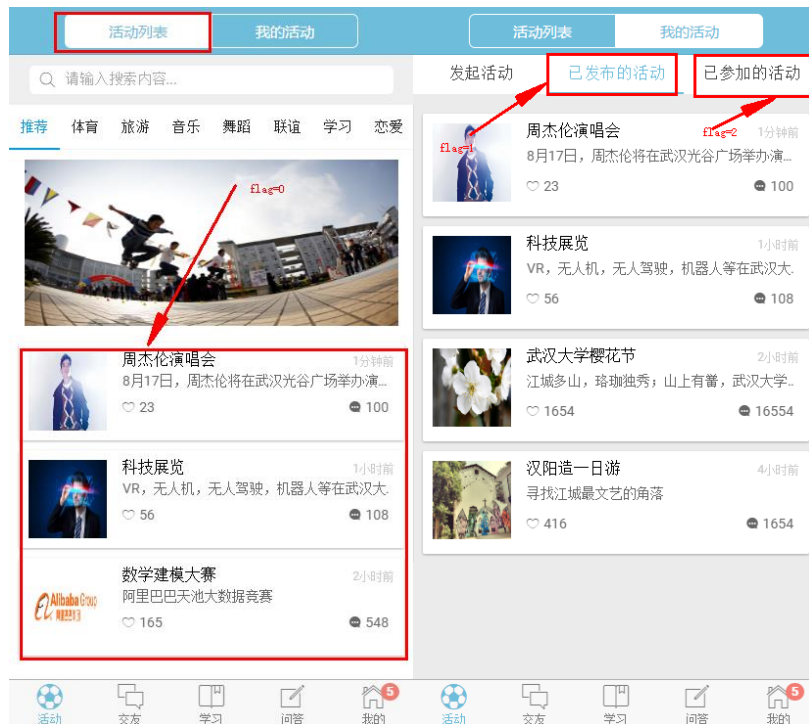 活动列表
我的活动
请输入搜索内容...
推荐 体育 旅游 音乐 舞蹈 联谊 学习 恋爱
flag=0
周杰伦演唱会
1分钟前
8月17日，周杰伦将在武汉光谷广场举办演...
23
100
科技展览
1小时前
VR，无人机，无人驾驶，机器人等在武汉大.
56
108
Alibaba Group
阿里巴巴集团
数学建模大赛
2小时前
阿里巴巴天池大数据竞赛
165
548
活动 交友 学习 问答 我的
5
活动列表
我的活动
发起活动
已发布的活动
已参加的活动
flag=1
flag=2
周杰伦演唱会
1分钟前
8月17日，周杰伦将在武汉光谷广场举办演...
23
100
科技展览
1小时前
VR，无人机，无人驾驶，机器人等在武汉大.
56
108
武汉大学樱花节
2小时前
江城多山，珞珈独秀；山上有黉，武汉大学..
1654
16554
汉阳造一日游
4小时前
寻找江城最文艺的角落
416
1654
活动 交友 学习 问答 我的
5